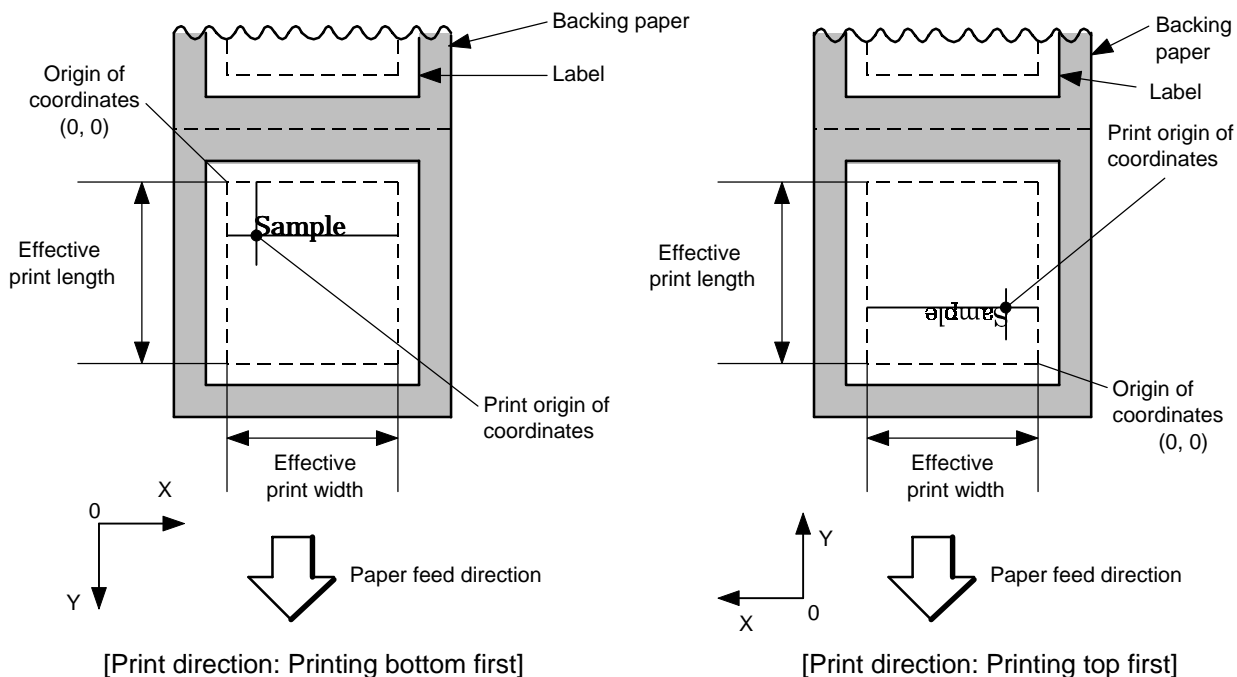 Backing paper
Label
Origin of
coordinates
(0, 0)
Sample
Effective
print length
Print origin of
coordinates
Effective
print width
X
0
Y
Paper feed direction
[Print direction: Printing bottom first]
Backing
paper
Label
Print origin of
coordinates
Effective
print length
Sample
Origin of
coordinates
(0, 0)
Effective
print width
Y
X
0
Paper feed direction
[Print direction: Printing top first]